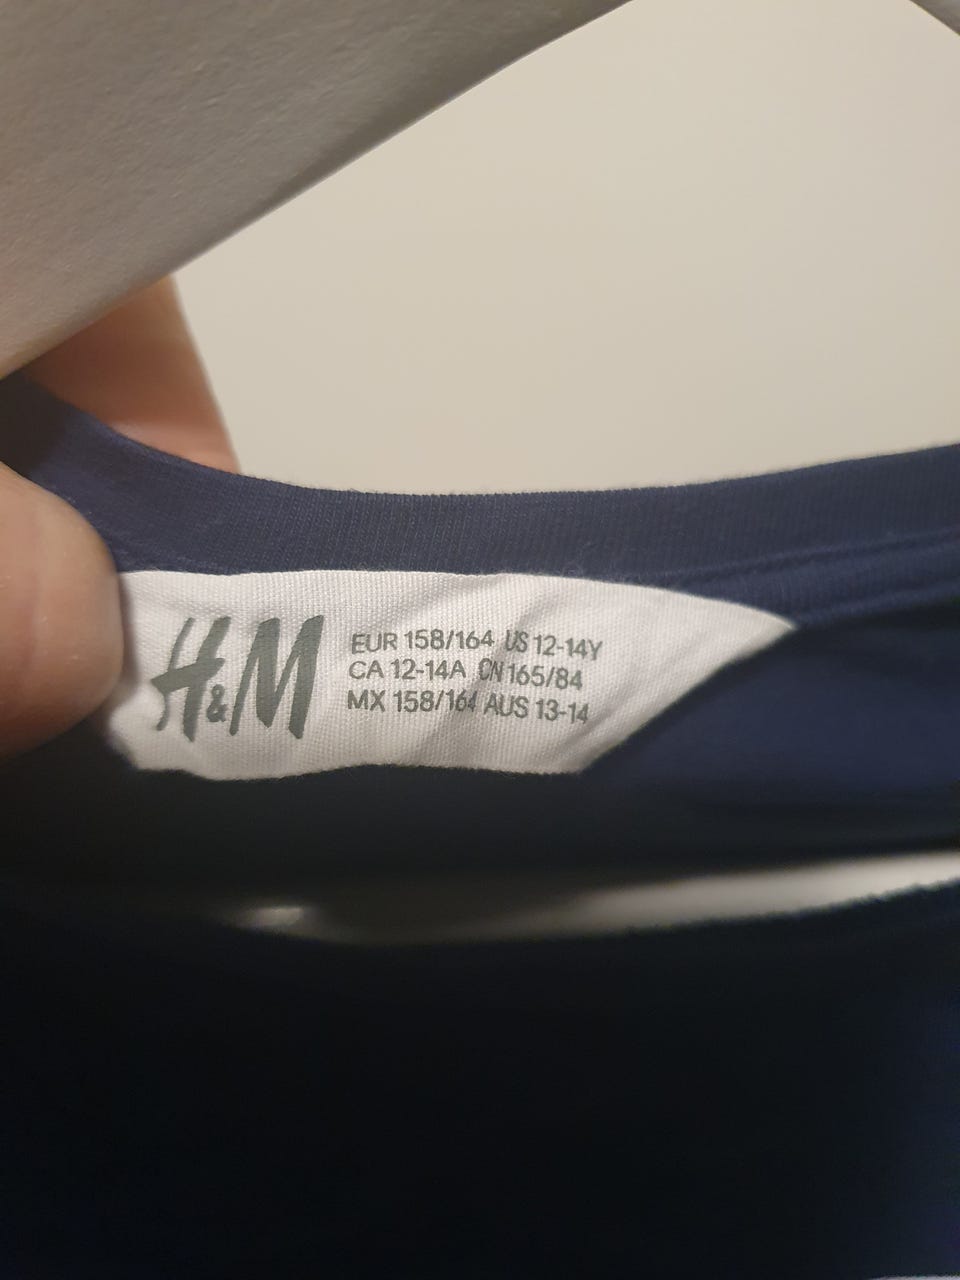 H&M
EUR 158/164 US 12-14Y
CA 12-14A CN 165/84
MX 158/164 AUS 13-14